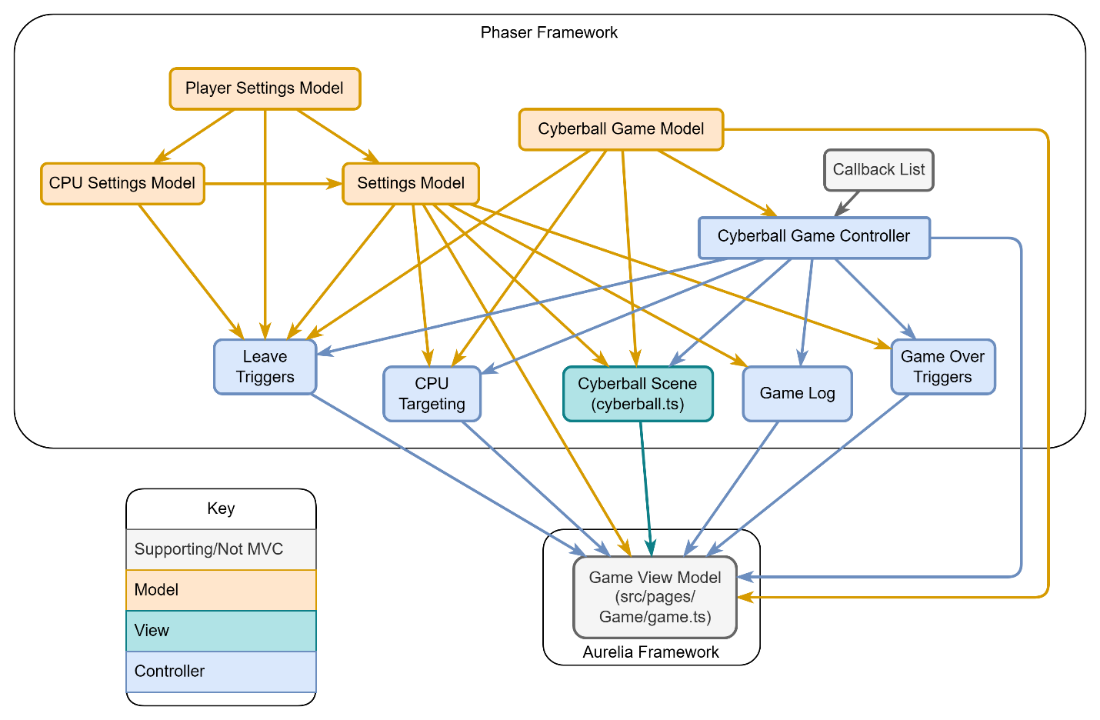 Phaser Framework
Player Settings Model
Cyberball Game Model
Callback List
CPU Settings Model
Settings Model
Cyberball Game Controller
Leave
Triggers
CPU
Targeting
Cyberball Scene
(cyberball.ts)
Game Log
Game Over
Triggers
Key
Supporting/Not MVC
Model
View
Controller
Game View Model
(src/pages/
Game/game.ts)
Aurelia Framework